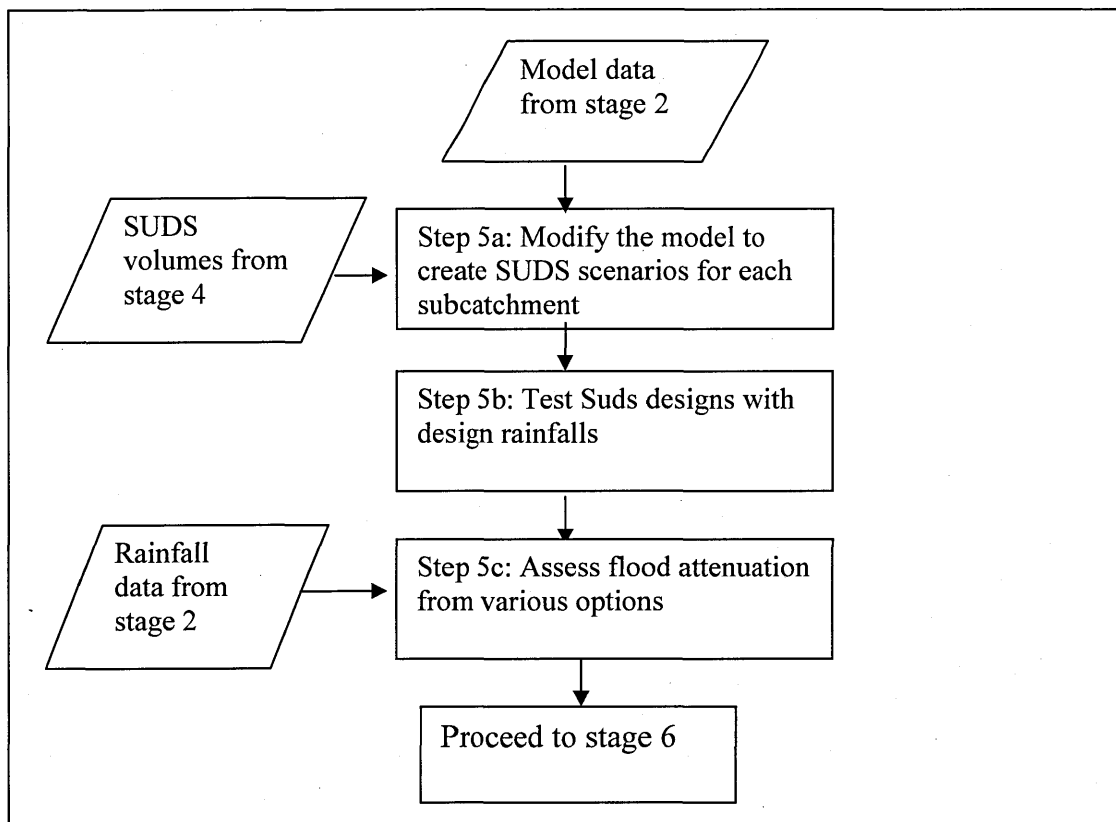 Model data
from stage 2
SUDS
volumes from
stage 4
Step 5a: Modify the model to
create SUDS scenarios for each
subcatchment
Step 5b: Test Suds designs with
design rainfalls
Rainfall
data from
stage 2
Step 5c: Assess flood attenuation
from various options
Proceed to stage 6